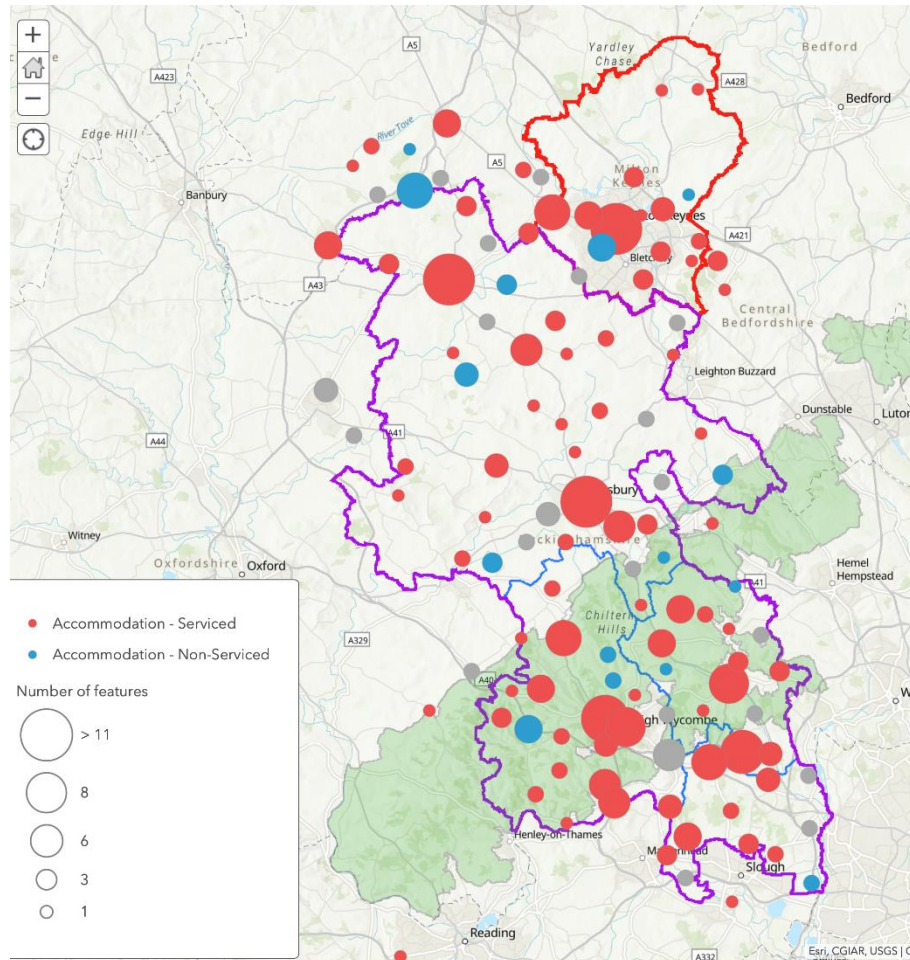 +
−
A5
Yardley
Chase
Bedford
A423
A428
Bedford
River Tove
Edge Hill
A5
Milton
Keynes
Banbury
A421
Bletchley
A43
Central
Bedfordshire
Leighton Buzzard
Dunstable
A44
A41
Witney
Oxfordshire
Oxford
Hemel
Hempstead
A41
Chiltern
Hills
A329
A40
Henley-on-Thames
Slough
Reading
A332
Accommodation - Serviced
Accommodation - Non-Serviced
Number of features
> 11
8
6
3
1
Esri, CGIAR, USGS |